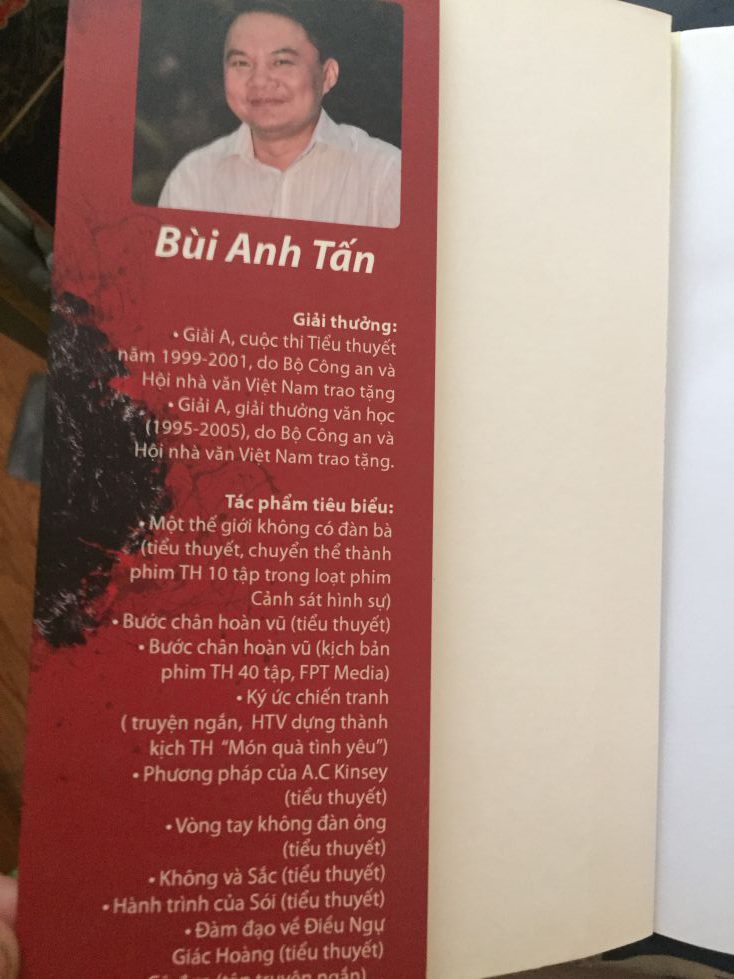 Bùi Anh Tấn
Giải thưởng:
• Giải A, cuộc thi Tiểu thuyết
năm 1999-2001, do Bộ Công an và
Hội nhà văn Việt Nam trao tặng
• Giải A, giải thưởng văn học
(1995-2005), do Bộ Công an và
Hội nhà văn Việt Nam trao tặng.
Tác phẩm tiêu biểu:
• Một thế giới không có đàn bà
(tiểu thuyết, chuyển thể thành
phim TH 10 tập trong loạt phim
Cảnh sát hình sự)
• Bước chân hoàn vũ (tiểu thuyết)
• Bước chân hoàn vũ (kịch bản
phim TH 40 tập, FPT Media)
• Ký ức chiến tranh
( truyện ngắn, HTV dựng thành
kịch TH "Món quà tình yêu")
• Phương pháp của A.C Kinsey
(tiểu thuyết)
• Vòng tay không đàn ông
(tiểu thuyết)
• Không và Sắc (tiểu thuyết)
• Hành trình của Sói (tiểu thuyết)
• Đàm đạo về Điều Ngự
Giác Hoàng (tiểu thuyết)
truyện ngắn)